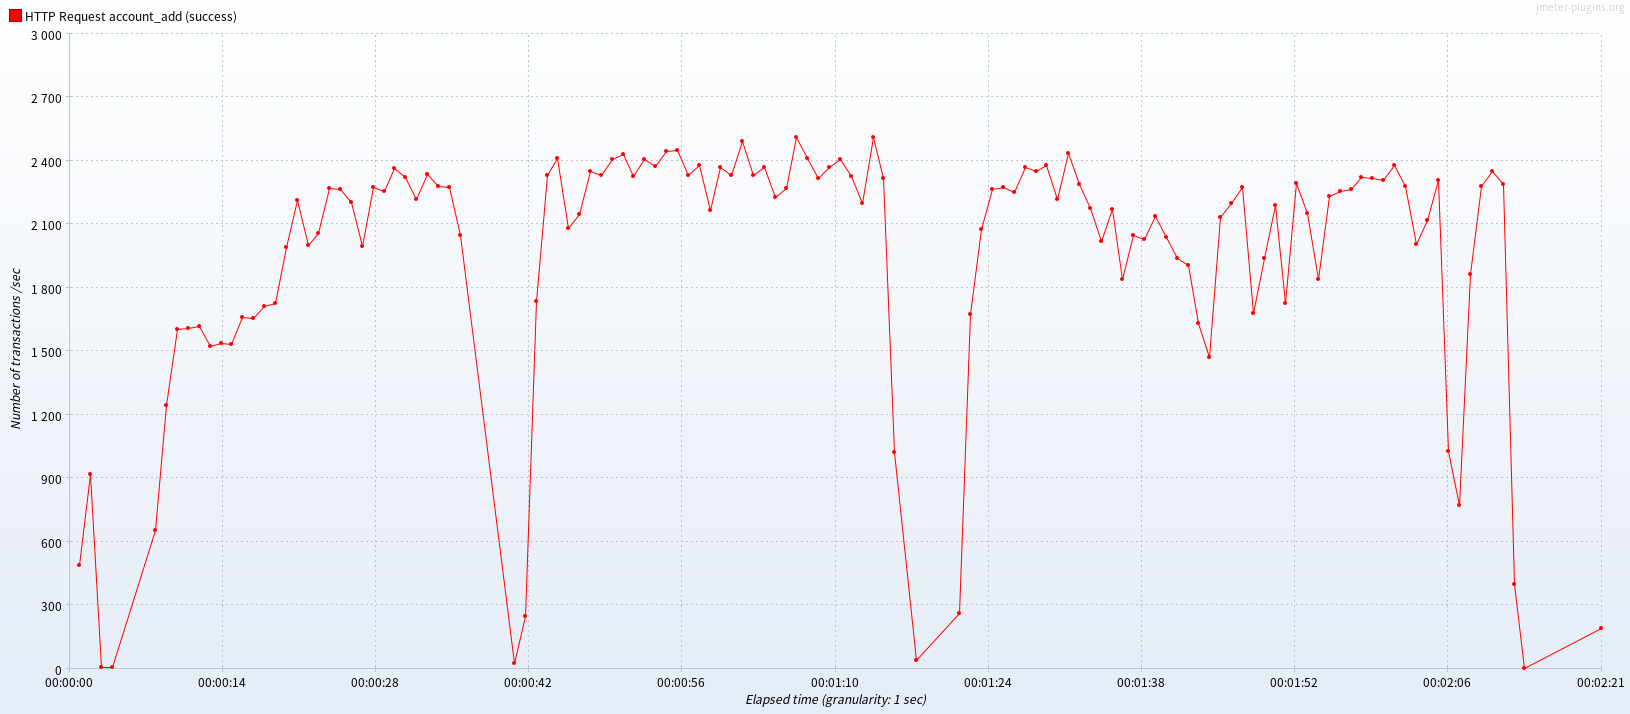 HTTP Request account_add (success)
jmeter-plugins.org
3 000
2 700
2 400
2 100
1 800
1 500
1 200
900
600
300
0
Number of transactions /sec
00:00:00 00:00:14 00:00:28 00:00:42 00:00:56 00:01:10 00:01:24 00:01:38 00:01:52 00:02:06 00:02:21
Elapsed time (granularity: 1 sec)